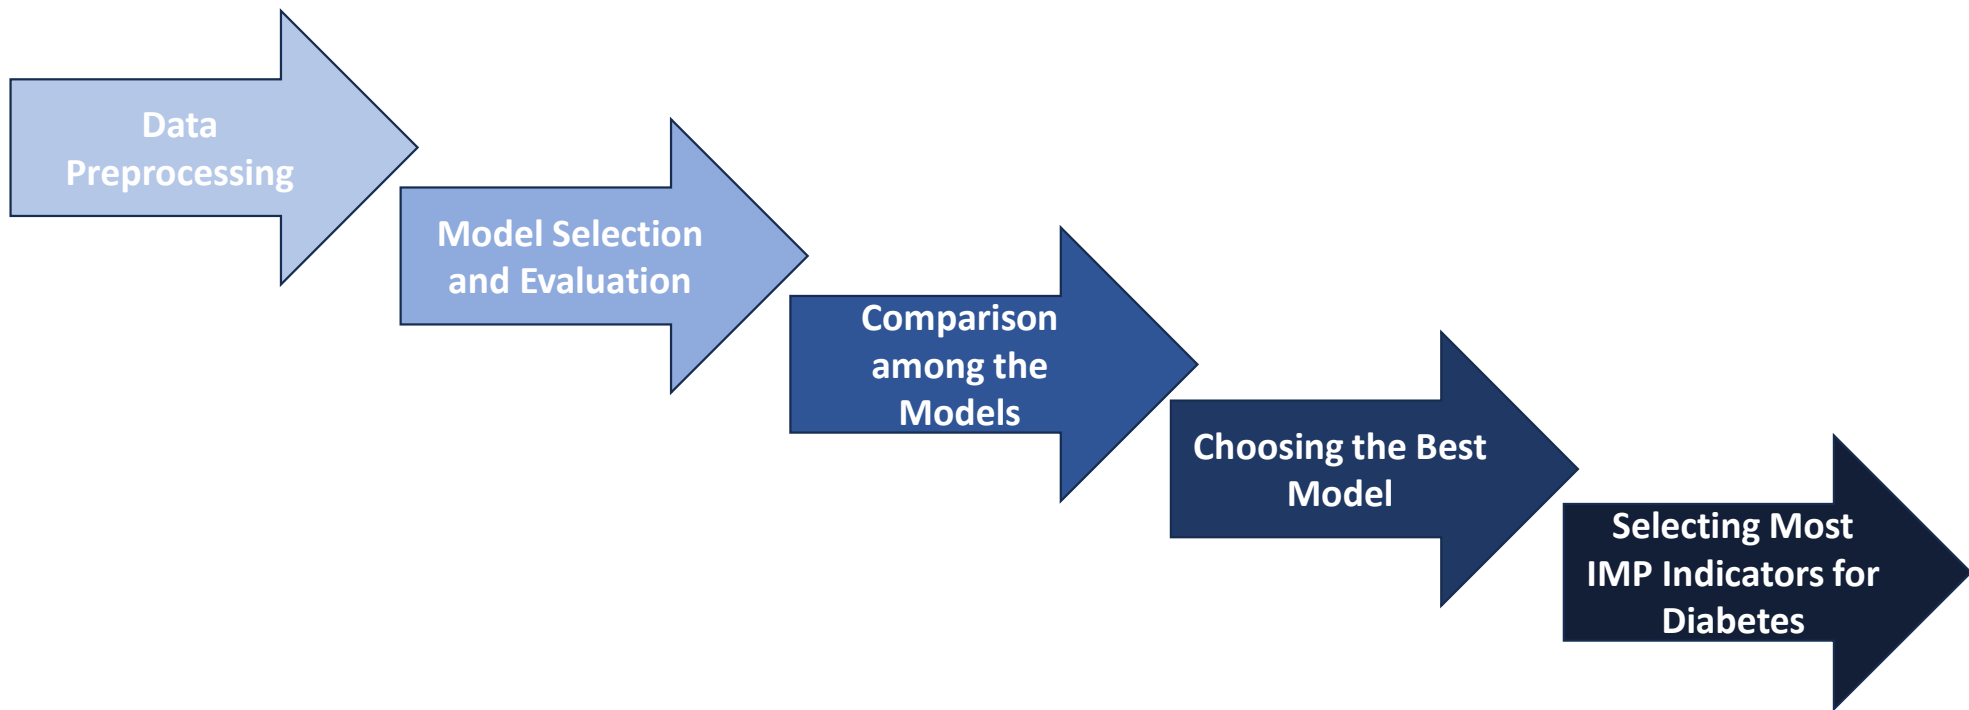 Data
Preprocessing
Model Selection
and Evaluation
Comparison
among the
Models
Choosing the Best
Model
Selecting Most
IMP Indicators for
Diabetes